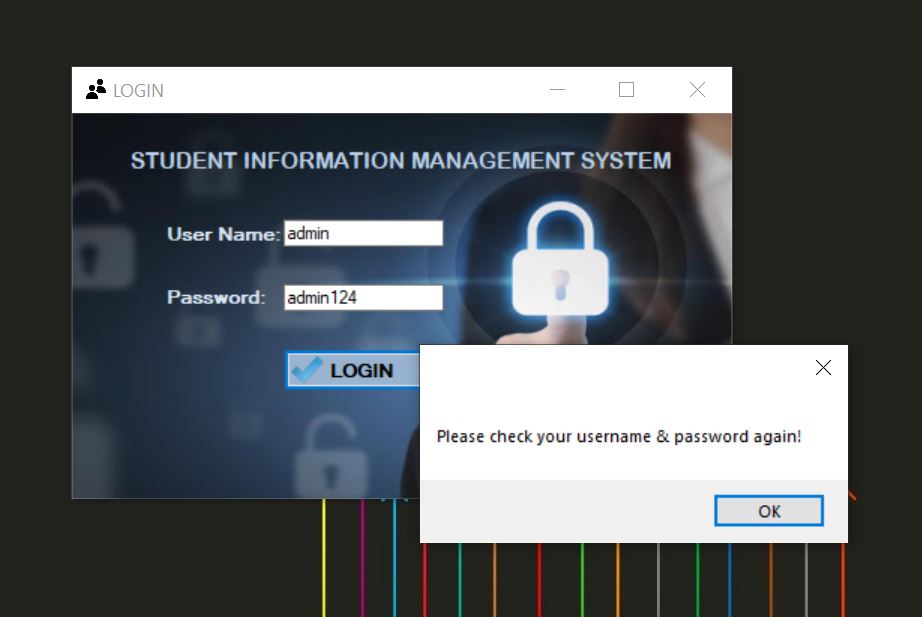 LOGIN
STUDENT INFORMATION MANAGEMENT SYSTEM
User Name: admin
Password: admin124
LOGIN
Please check your username & password again!
OK